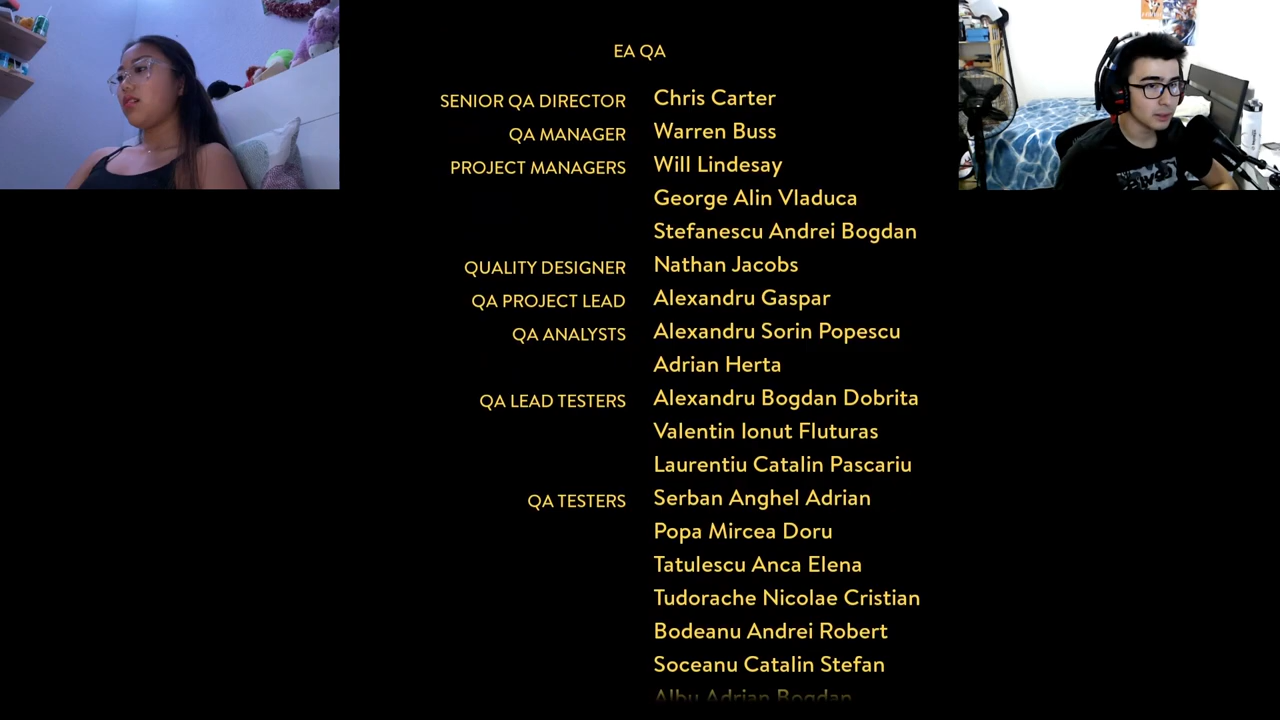 EA QA
SENIOR QA DIRECTOR Chris Carter
QA MANAGER Warren Buss
PROJECT MANAGERS Will Lindesay
George Alin Vladuca
Stefanescu Andrei Bogdan
QUALITY DESIGNER Nathan Jacobs
QA PROJECT LEAD Alexandru Gaspar
QA ANALYSTS Alexandru Sorin Popescu
Adrian Herta
QA LEAD TESTERS Alexandru Bogdan Dobrita
Valentin Ionut Fluturas
Laurentiu Catalin Pascariu
QA TESTERS Serban Anghel Adrian
Popa Mircea Doru
Tatulescu Anca Elena
Tudorache Nicolae Cristian
Bodeanu Andrei Robert
Soceanu Catalin Stefan
Albu Adrian Bogdan